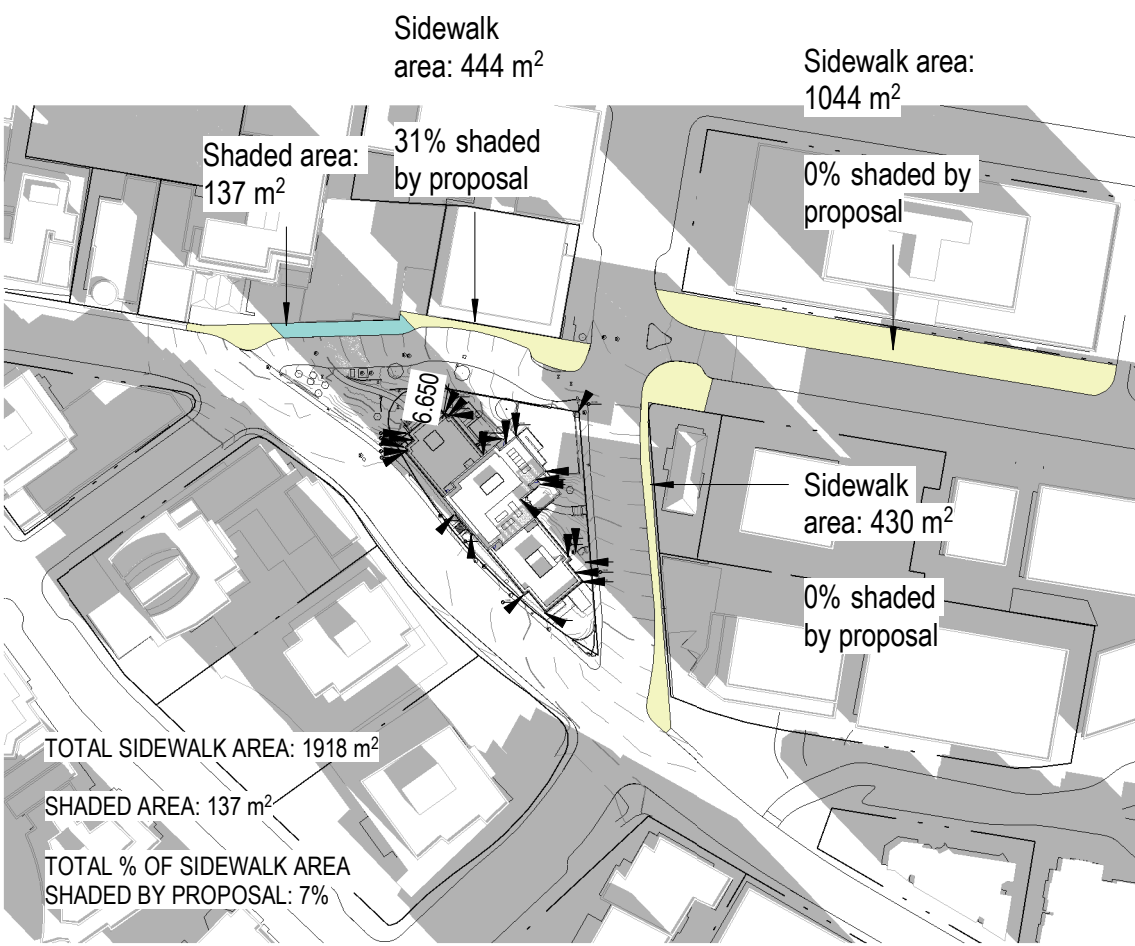 Sidewalk
area: 444 m²
31% shaded
by proposal
Sidewalk area:
1044 m²
0% shaded by
proposal
Shaded area:
137 m²
6.650
Sidewalk
area: 430 m²
0% shaded
by proposal
TOTAL SIDEWALK AREA: 1918 m²
SHADED AREA: 137 m²
TOTAL % OF SIDEWALK AREA
SHADED BY PROPOSAL: 7%